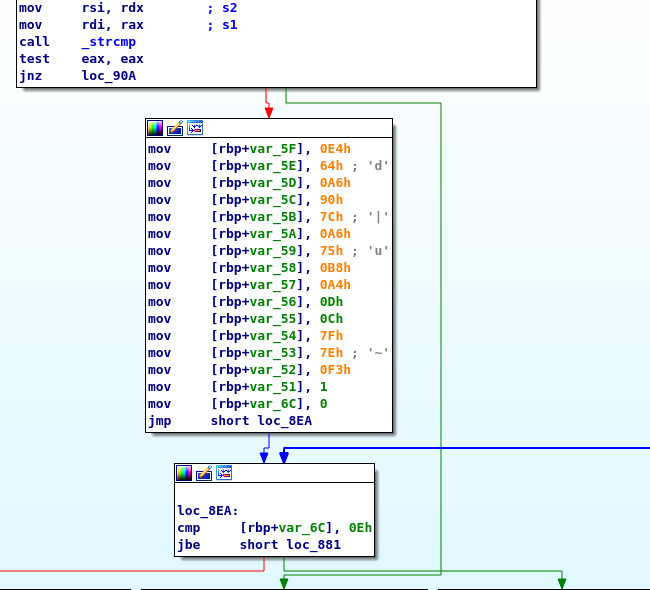 mov rsi, rdx ; s2
mov rdi, rax ; s1
call _strcmp
test eax, eax
jnz loc_90A
mov [rbp+var_5F], 0E4h
mov [rbp+var_5E], 64h ; 'd'
mov [rbp+var_5D], 0A6h
mov [rbp+var_5C], 90h
mov [rbp+var_5B], 7Ch ; '|'
mov [rbp+var_5A], 0A6h
mov [rbp+var_59], 75h ; 'u'
mov [rbp+var_58], 0B8h
mov [rbp+var_57], 0A4h
mov [rbp+var_56], 0Dh
mov [rbp+var_55], 0Ch
mov [rbp+var_54], 7Fh
mov [rbp+var_53], 7Eh ; '~'
mov [rbp+var_52], 0F3h
mov [rbp+var_51], 1
mov [rbp+var_6C], 0
jmp short loc_8EA
loc_8EA:
cmp [rbp+var_6C], 0Eh
jbe short loc_881